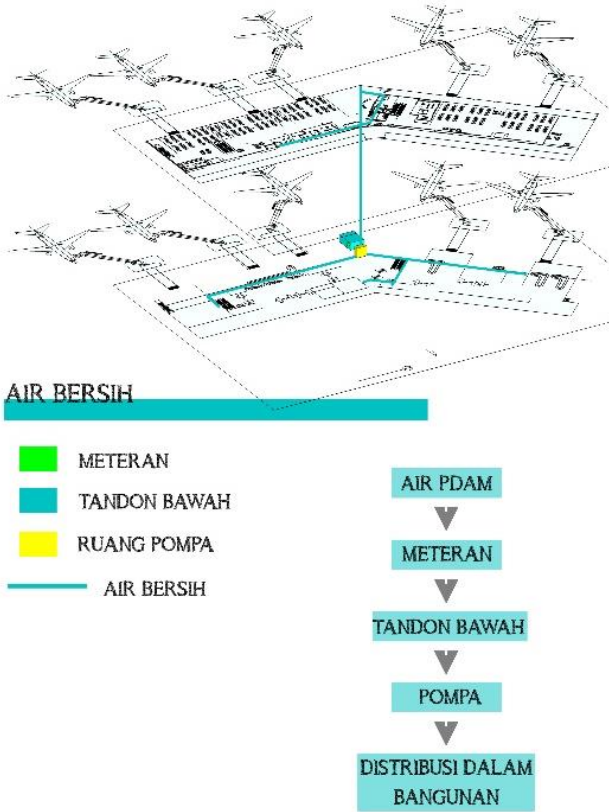 AIR BERSIH
METERAN
TANDON BAWAH
RUANG POMPA
AIR BERSIH
AIR PDAM
METERAN
TANDON BAWAH
POMPA
DISTRIBUSI DALAM
BANGUNAN